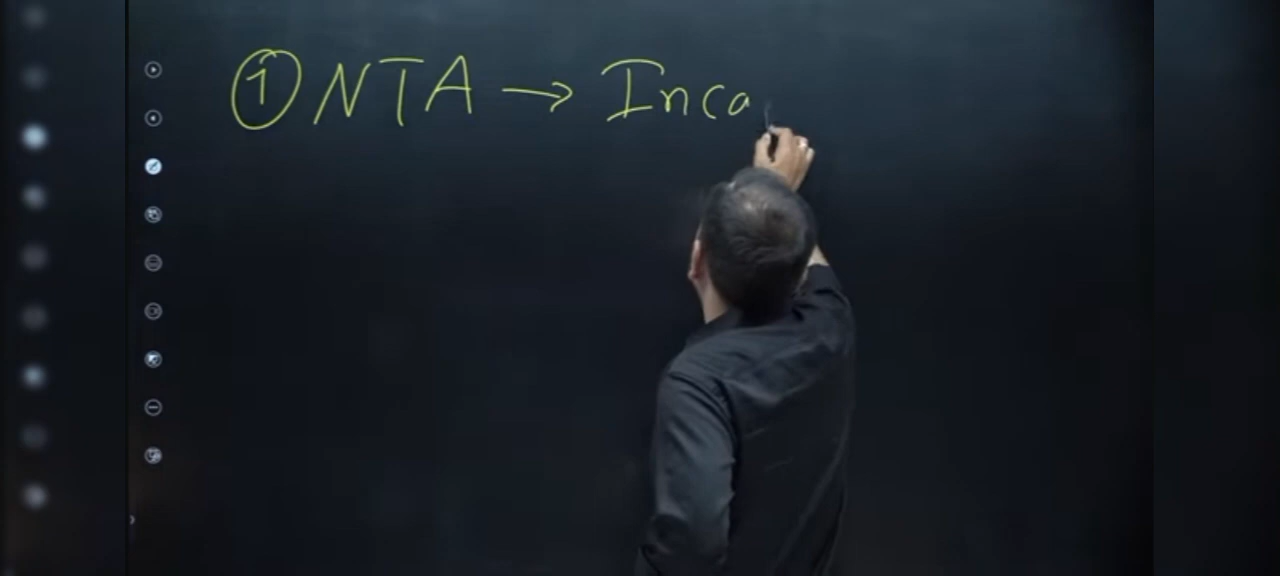 ① NTA → Inca